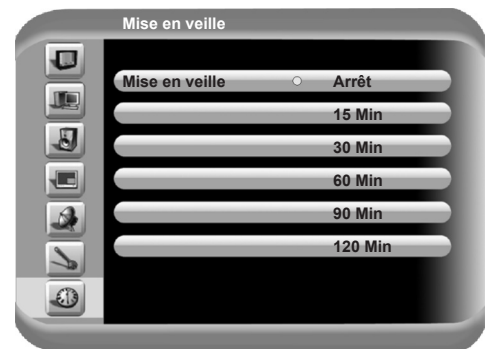 Mise en veille
Mise en veille Arrêt
15 Min
30 Min
60 Min
90 Min
120 Min